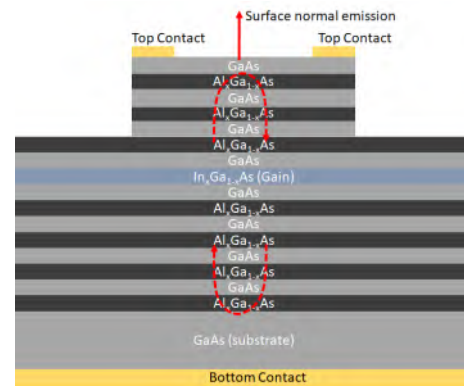 Surface normal emission
Top Contact Top Contact
GaAs
AlxGa1-xAs
GaAs
AlxGa1-xAs
GaAs
AlxGa1-xAs
GaAs
InxGa1-xAs (Gain)
GaAs
AlxGa1-xAs
GaAs
AlxGa1-xAs
GaAs
AlxGa1-xAs
GaAs
AlxGa1-xAs
GaAs (substrate)
Bottom Contact